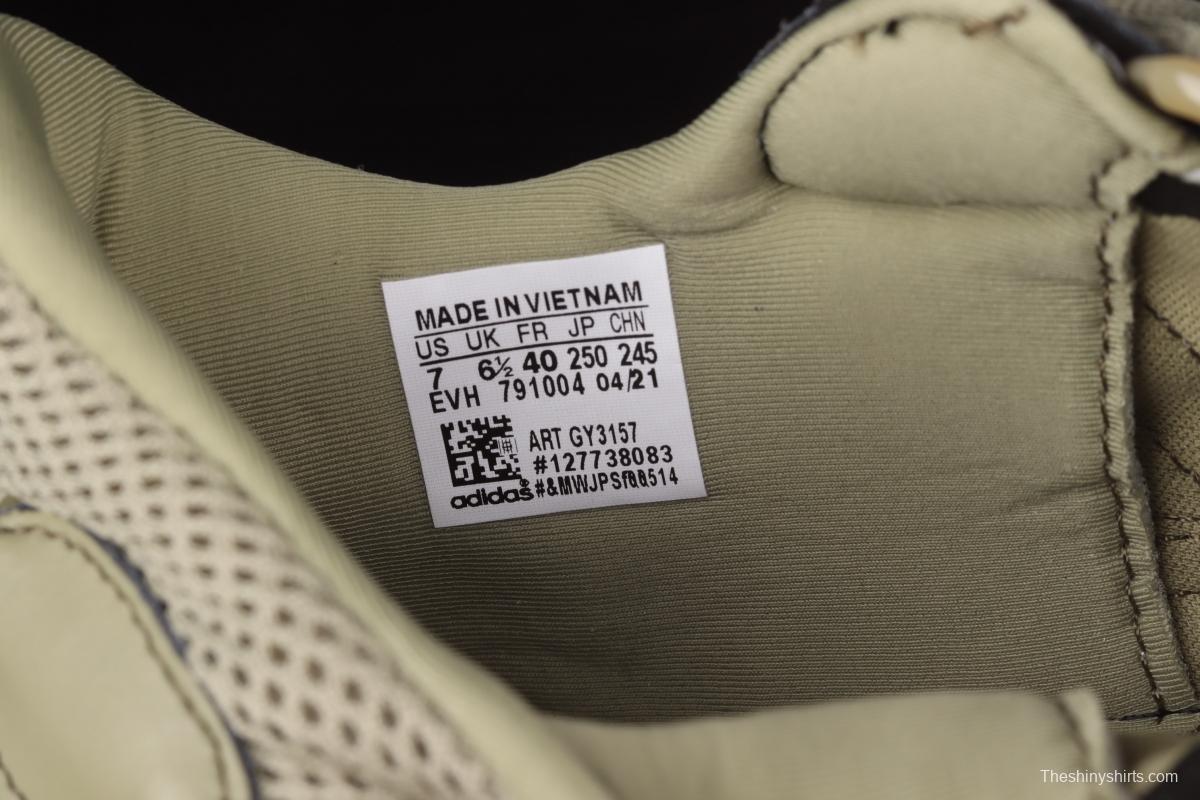 MADE IN VIETNAM
US UK FR JP CHN
7 6½ 40 250 245
EVH 791004 04/21
ART GY3157
#127738083
adidas®
Theshinyshirts.com